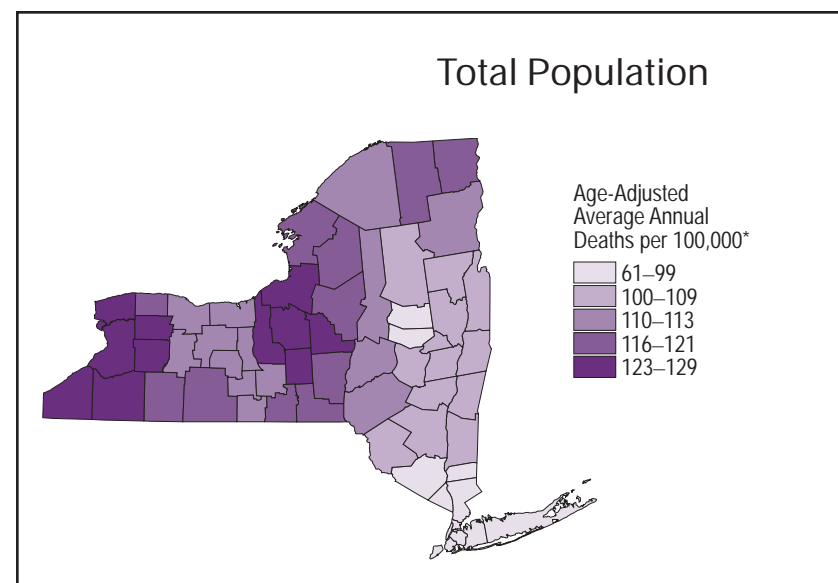 Total Population
Age-Adjusted
Average Annual
Deaths per 100,000*
61–99
100–109
110–113
116–121
123–129